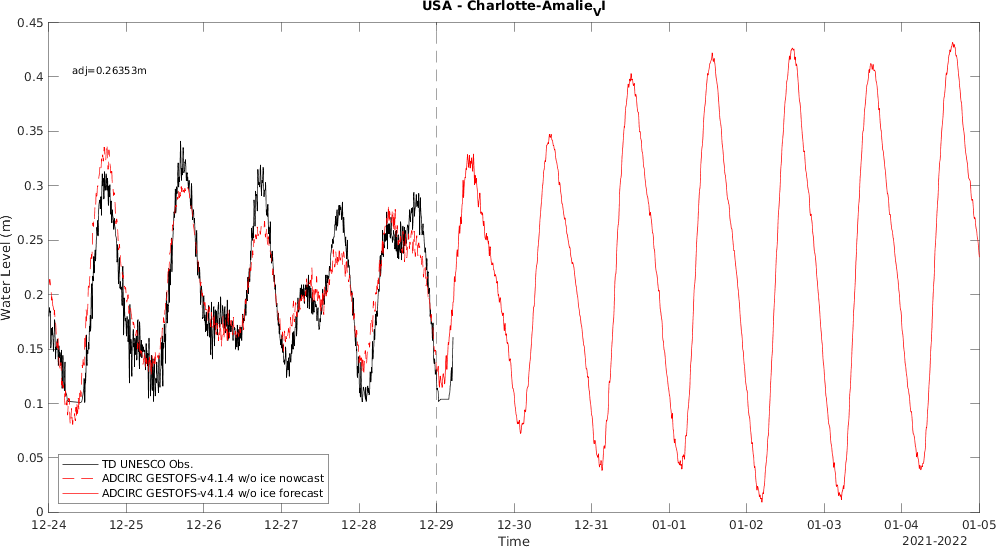 USA - Charlotte-AmalieVI
0.45
0.4
0.35
0.3
0.25
0.2
0.15
0.1
0.05
0
Water Level (m)
adj=0.26353m
TD UNESCO Obs.
ADCIRC GESTOFS-v4.1.4 w/o ice nowcast
ADCIRC GESTOFS-v4.1.4 w/o ice forecast
12-24 12-25 12-26 12-27 12-28 12-29 12-30 12-31 01-01 01-02 01-03 01-04 01-05
Time
2021-2022